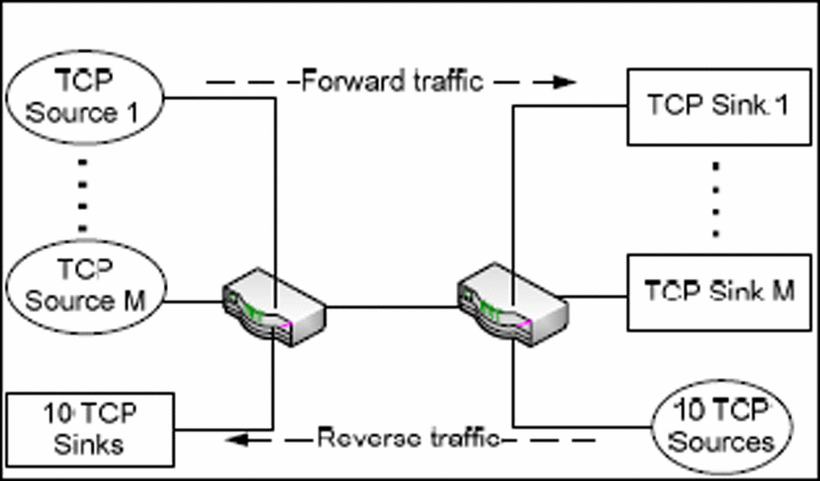 TCP
Source 1
Forward traffic
TCP Sink 1
TCP
Source M
TCP Sink M
10 TCP
Sinks
Reverse traffic
10 TCP
Sources